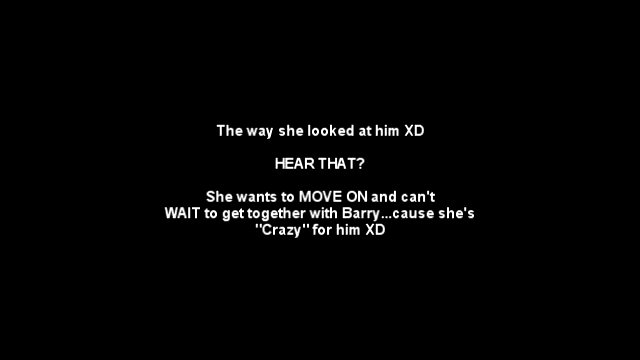 The way she looked at him XD
HEAR THAT?
She wants to MOVE ON and can't
WAIT to get together with Barry...cause she's
"Crazy" for him XD